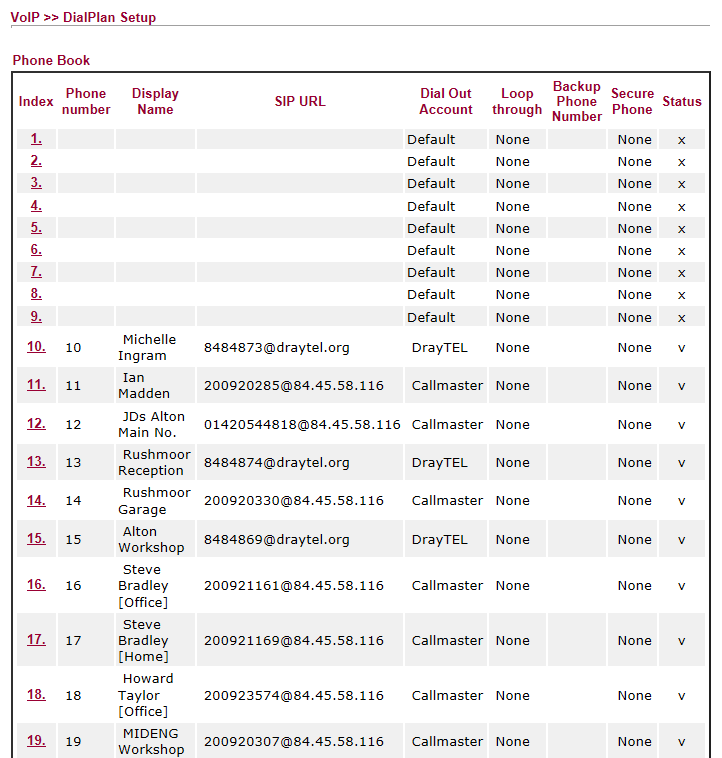 VoIP >> DialPlan Setup
Phone Book
Index Phone number Display Name SIP URL Dial Out Account Loop through Backup Phone Number Secure Phone Status
1. Default None None x
2. Default None None x
3. Default None None x
4. Default None None x
5. Default None None x
6. Default None None x
7. Default None None x
8. Default None None x
9. Default None None x
10. 10 Michelle Ingram 8484873@draytel.org DrayTEL None None v
11. 11 Ian Madden 200920285@84.45.58.116 Callmaster None None v
12. 12 JDs Alton Main No. 01420544818@84.45.58.116 Callmaster None None v
13. 13 Rushmoor Reception 8484874@draytel.org DrayTEL None None v
14. 14 Rushmoor Garage 200920330@84.45.58.116 Callmaster None None v
15. 15 Alton Workshop 8484869@draytel.org DrayTEL None None v
16. 16 Steve Bradley [Office] 200921161@84.45.58.116 Callmaster None None v
17. 17 Steve Bradley [Home] 200921169@84.45.58.116 Callmaster None None v
18. 18 Howard Taylor [Office] 200923574@84.45.58.116 Callmaster None None v
19. 19 MIDENG Workshop 200920307@84.45.58.116 Callmaster None None v